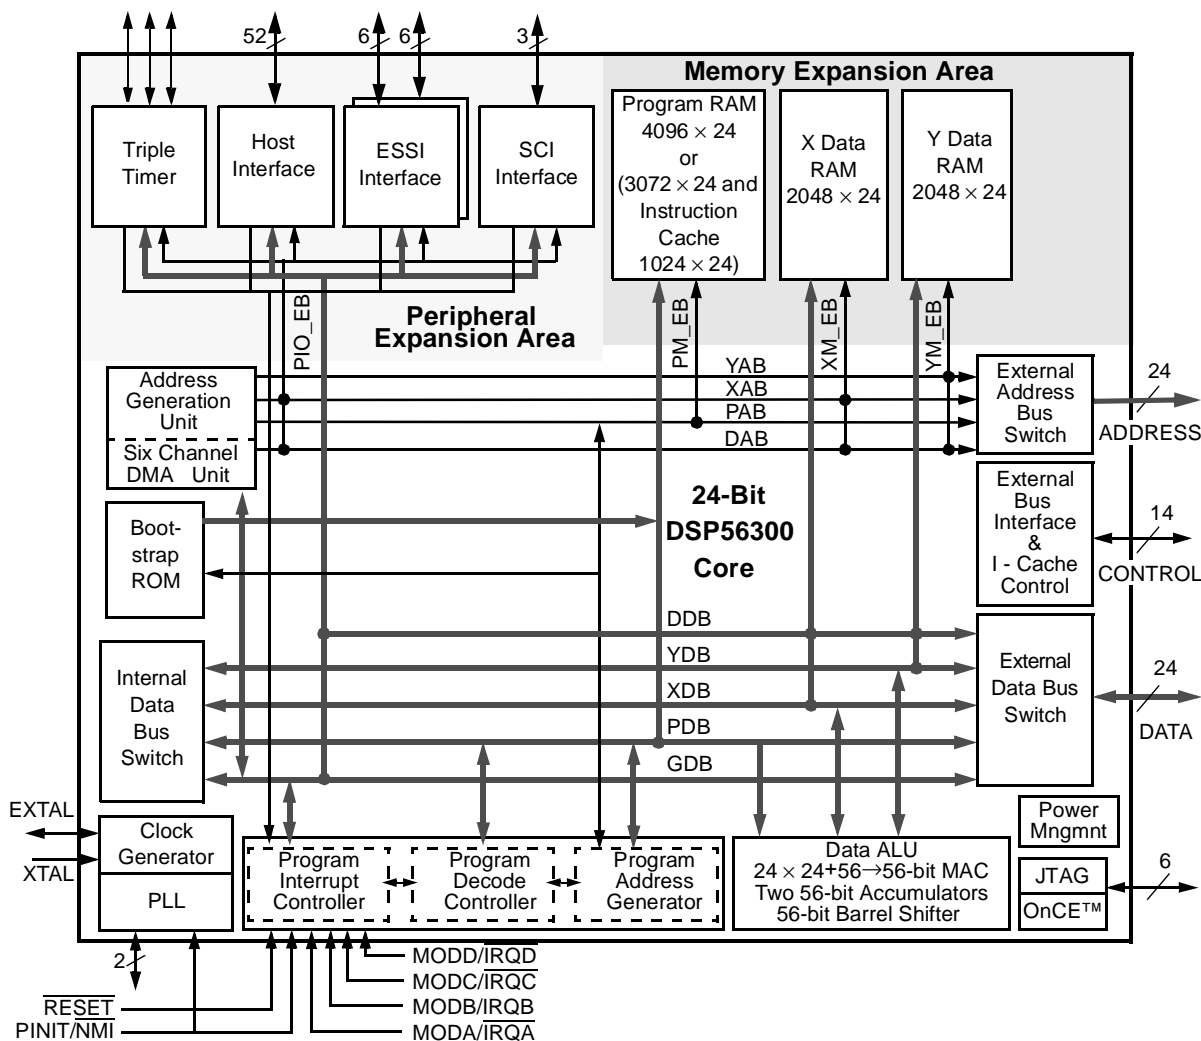 52
6
6
3
Memory Expansion Area
Triple
Timer
Host
Interface
ESSI
Interface
SCI
Interface
Program RAM
4096 × 24
or
(3072 × 24 and
Instruction
Cache
1024 × 24)
X Data
RAM
2048 × 24
Y Data
RAM
2048 × 24
Peripheral
Expansion Area
PIO_EB
PM_EB
XM_EB
YM_EB
Address
Generation
Unit
Six Channel
DMA Unit
YAB
XAB
PAB
DAB
External
Address
Bus
Switch
24
ADDRESS
24-Bit
DSP56300
Core
Boot-
strap
ROM
External
Bus
Interface
&
I - Cache
Control
14
CONTROL
DDB
YDB
XDB
PDB
GDB
Internal
Data
Bus
Switch
External
Data Bus
Switch
24
DATA
EXTAL
XTAL
Clock
Generator
PLL
Program
Interrupt
Controller
Program
Decode
Controller
Program
Address
Generator
Data ALU
24 × 24+56→56-bit MAC
Two 56-bit Accumulators
56-bit Barrel Shifter
Power
Mngmnt
JTAG
OnCE™
6
2
RESET
PINIT/NMI
MODD/IRQD
MODC/IRQC
MODB/IRQB
MODA/IRQA